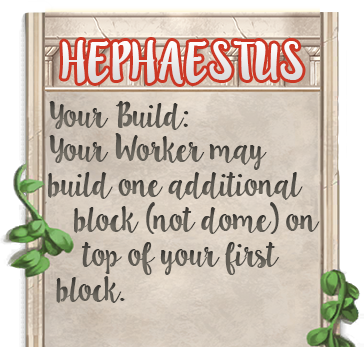 HEPHAESTUS
Your Build:
Your Worker may
build one additional
block (not dome) on
top of your first
block.